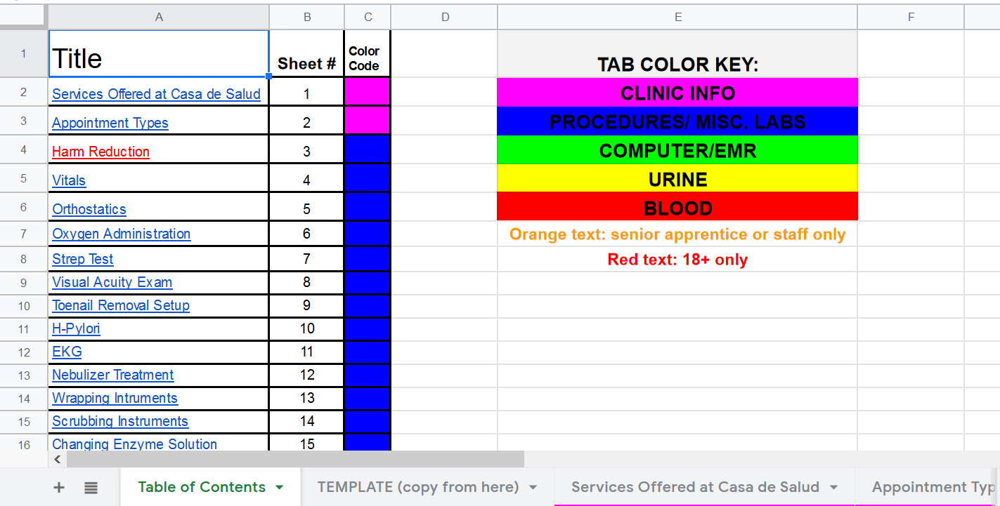 A B C D E F
1 Title Sheet # Color Code TAB COLOR KEY:
2 Services Offered at Casa de Salud 1 CLINIC INFO
3 Appointment Types 2 PROCEDURES/ MISC. LABS
4 Harm Reduction 3 COMPUTER/EMR
5 Vitals 4 URINE
6 Orthostatics 5 BLOOD
7 Oxygen Administration 6 Orange text: senior apprentice or staff only
8 Strep Test 7 Red text: 18+ only
9 Visual Acuity Exam 8
10 Toenail Removal Setup 9
11 H-Pylori 10
12 EKG 11
13 Nebulizer Treatment 12
14 Wrapping Intruments 13
15 Scrubbing Instruments 14
16 Changing Enzyme Solution 15
Table of Contents TEMPLATE (copy from here) Services Offered at Casa de Salud Appointment Typ